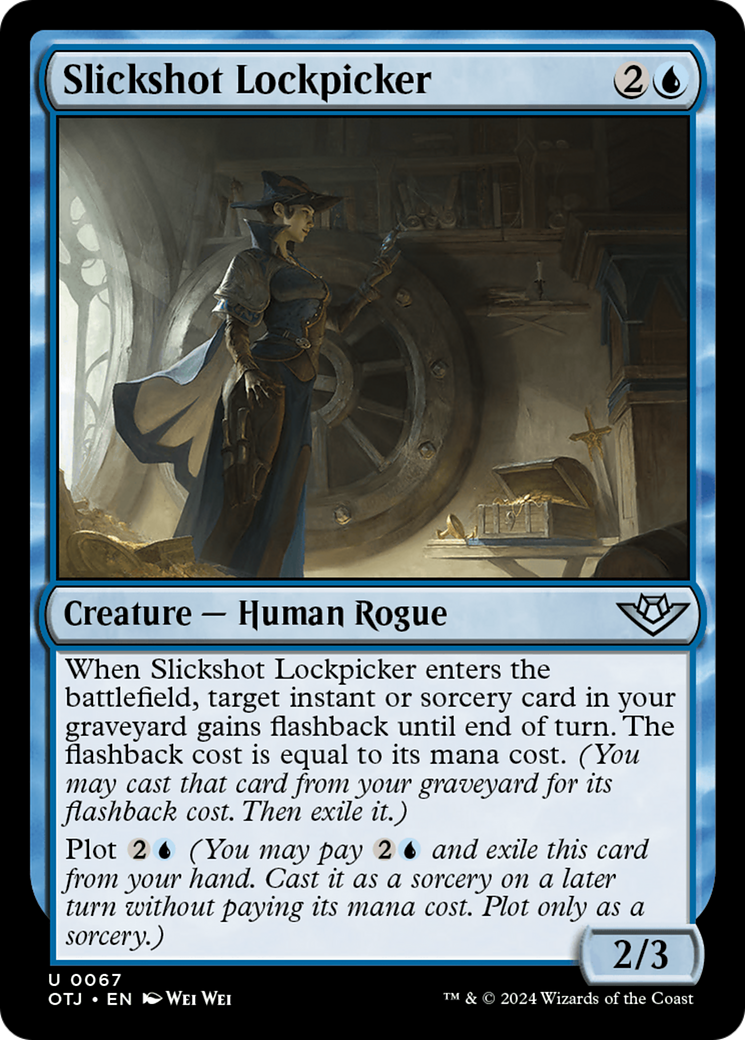 Slickshot Lockpicker 2
Creature — Human Rogue
When Slickshot Lockpicker enters the
battlefield, target instant or sorcery card in your
graveyard gains flashback until end of turn. The
flashback cost is equal to its mana cost. (You
may cast that card from your graveyard for its
flashback cost. Then exile it.)
Plot 2 (You may pay 2 and exile this card
from your hand. Cast it as a sorcery on a later
turn without paying its mana cost. Plot only as a
sorcery.)
2/3
U 0067
OTJ • EN Wei Wei
™ & © 2024 Wizards of the Coast